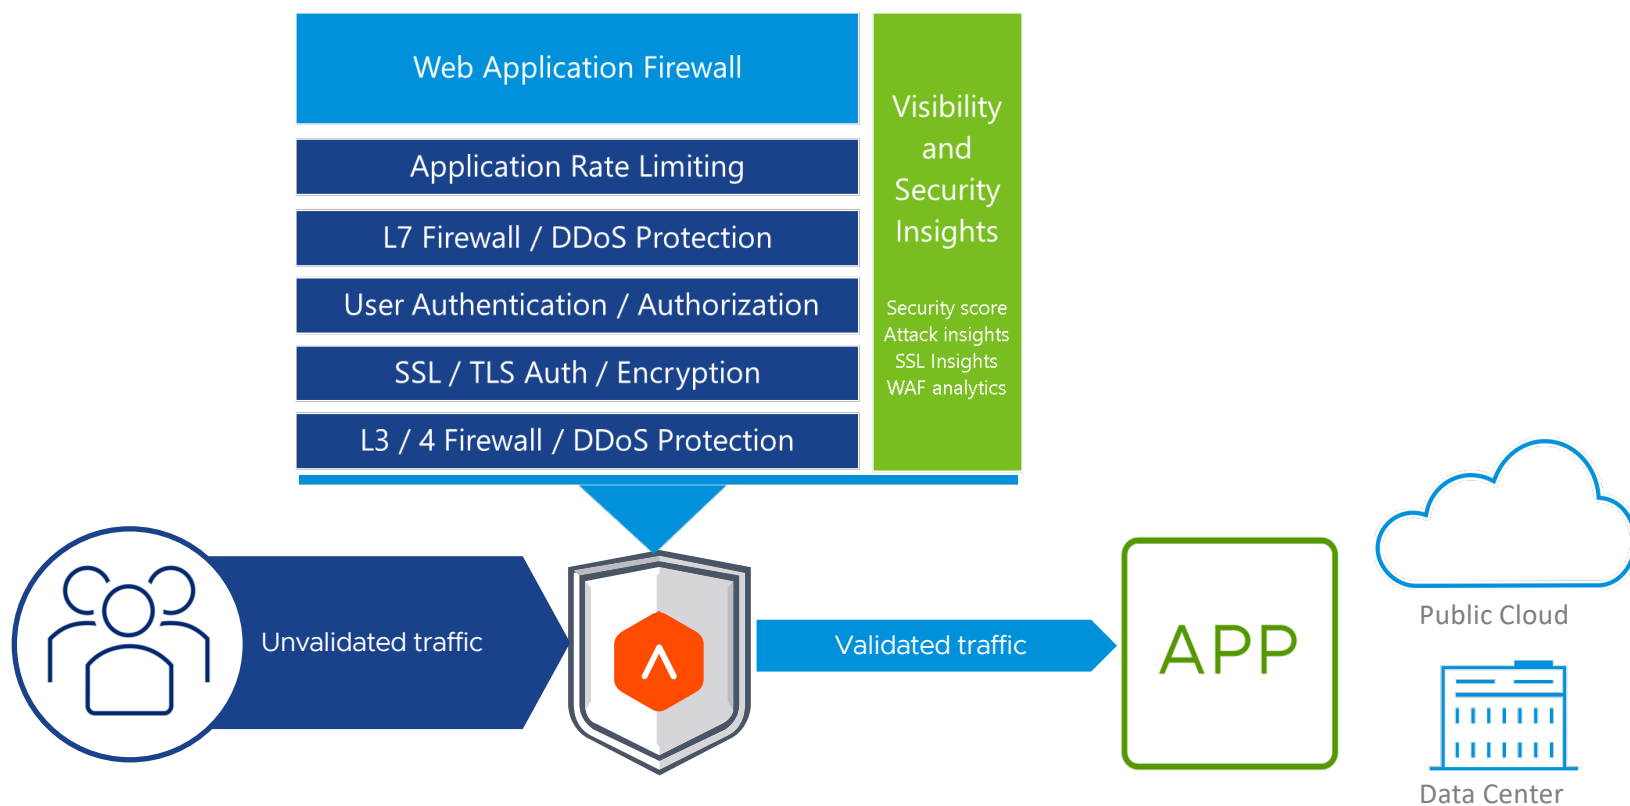 Web Application Firewall
Application Rate Limiting
L7 Firewall / DDoS Protection
User Authentication / Authorization
SSL / TLS Auth / Encryption
L3 / 4 Firewall / DDoS Protection
Visibility
and
Security
Insights
Security score
Attack insights
SSL Insights
WAF analytics
Unvalidated traffic
Validated traffic
APP
Public Cloud
Data Center